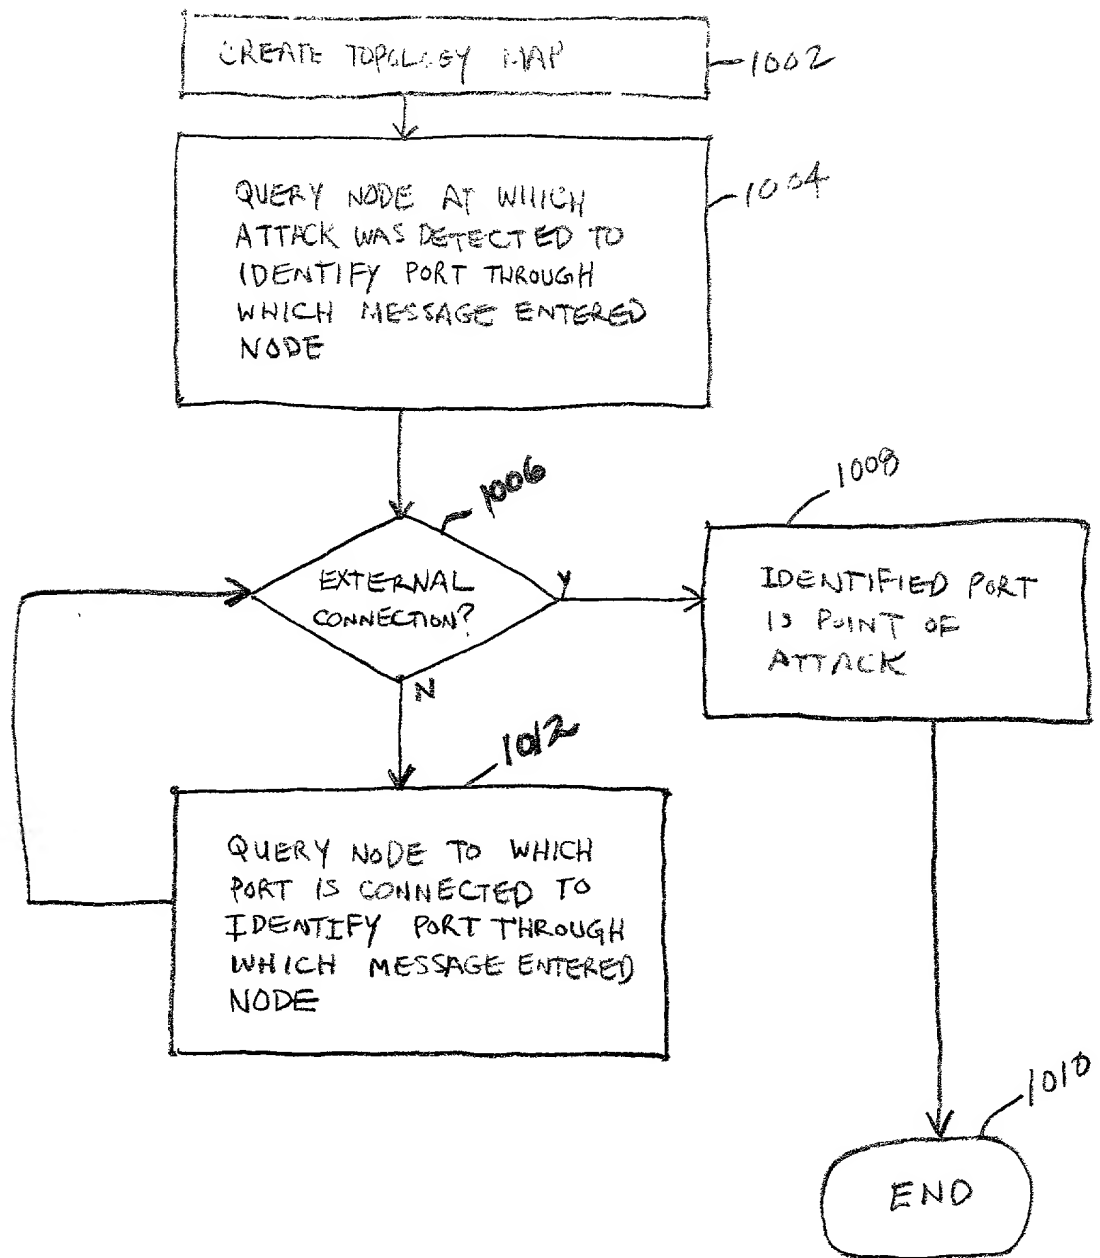 CREATE TOPOLOGY MAP
1002
QUERY NODE AT WHICH
ATTACK WAS DETECTED TO
IDENTIFY PORT THROUGH
WHICH MESSAGE ENTERED
NODE
1004
1006
EXTERNAL
CONNECTION?
Y
N
1008
IDENTIFIED PORT
IS POINT OF
ATTACK
1012
QUERY NODE TO WHICH
PORT IS CONNECTED TO
IDENTIFY PORT THROUGH
WHICH MESSAGE ENTERED
NODE
1010
END